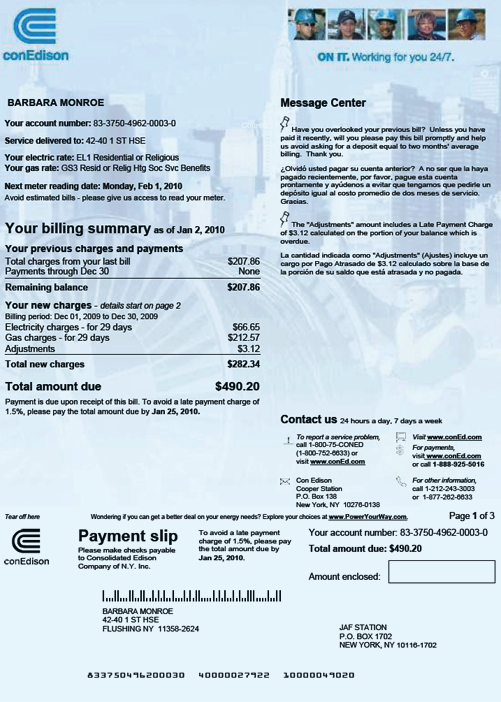 conEdison
ON IT. Working for you 24/7.
BARBARA MONROE
Your account number: 83-3750-4962-0003-0
Service delivered to: 42-40 1 ST HSE
Your electric rate: EL1 Residential or Religious
Your gas rate: GS3 Resid or Relig Htg Soc Svc Benefits
Next meter reading date: Monday, Feb 1, 2010
Avoid estimated bills - please give us access to read your meter.
Your billing summary as of Jan 2, 2010
Your previous charges and payments
Total charges from your last bill $207.86
Payments through Dec 30 None
Remaining balance $207.86
Your new charges - details start on page 2
Billing period: Dec 01, 2009 to Dec 30, 2009
Electricity charges - for 29 days $66.65
Gas charges - for 29 days $212.57
Adjustments $3.12
Total new charges $282.34
Total amount due $490.20
Payment is due upon receipt of this bill. To avoid a late payment charge of
1.5%, please pay the total amount due by Jan 25, 2010.
Message Center
Have you overlooked your previous bill? Unless you have
paid it recently, will you please pay this bill promptly and help
us avoid asking for a deposit equal to two months' average
billing. Thank you.
¿Olvidó usted pagar su cuenta anterior? A no ser que la haya
pagado recientemente, por favor, pague esta cuenta
prontamente y ayúdenos a evitar que tengamos que pedirle un
depósito igual al costo promedio de dos meses de servicio.
Gracias.
The "Adjustments" amount includes a Late Payment Charge
of $3.12 calculated on the portion of your balance which is
overdue.
La cantidad indicada como "Adjustments" (Ajustes) incluye un
cargo por Pago Atrasado de $3.12 calculado sobre la base de
la porción de su saldo que está atrasada y no pagada.
Contact us 24 hours a day, 7 days a week
To report a service problem,
call 1-800-75-CONED
(1-800-752-6633) or
visit www.conEd.com
Visit www.conEd.com
For payments,
visit www.conEd.com
or call 1-888-925-5016
Con Edison
Cooper Station
P.O. Box 138
New York, NY 10276-0138
For other information,
call 1-212-243-3003
or 1-877-262-6633
Tear off here
Wondering if you can get a better deal on your energy needs? Explore your choices at www.PowerYourWay.com.
Page 1 of 3
conEdison
Payment slip
Please make checks payable
to Consolidated Edison
Company of N.Y. Inc.
To avoid a late payment
charge of 1.5%, please pay
the total amount due by
Jan 25, 2010.
Your account number: 83-3750-4962-0003-0
Total amount due: $490.20
Amount enclosed:
BARBARA MONROE
42-40 1 ST HSE
FLUSHING NY 11358-2624
JAF STATION
P.O. BOX 1702
NEW YORK, NY 10116-1702
833750496200030 40000027922 10000049020